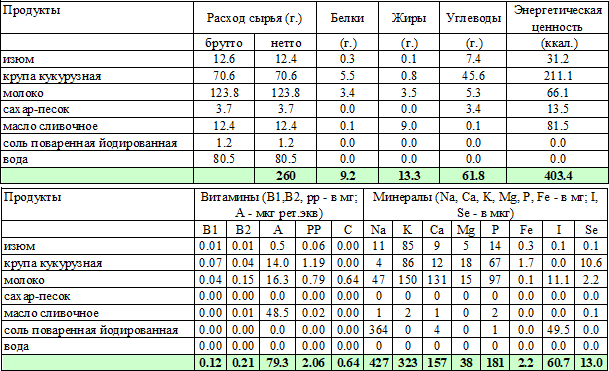 Продукты Расход сырья (г.) Белки Жиры Углеводы Энергетическая ценность
брутто нетто (г.) (г.) (г.) (ккал.)
изюм 12.6 12.4 0.3 0.1 7.4 31.2
крупа кукурузная 70.6 70.6 5.5 0.8 45.6 211.1
молоко 123.8 123.8 3.4 3.5 5.3 66.1
сахар-песок 3.7 3.7 0.0 0.0 3.4 13.5
масло сливочное 12.4 12.4 0.1 9.0 0.1 81.5
соль поваренная йодированная 1.2 1.2 0.0 0.0 0.0 0.0
вода 80.5 80.5 0.0 0.0 0.0 0.0
260 9.2 13.3 61.8 403.4
Продукты Витамины (B1,B2, pp - в мг; Минералы (Na, Ca, K, Mg, P, Fe - в мг; I,
A - мкг рет.экв) Se - в мкг)
B1 B2 A PP C Na K Ca Mg P Fe I Se
изюм 0.01 0.01 0.5 0.06 0.00 11 85 9 5 14 0.3 0.1 0.1
крупа кукурузная 0.07 0.04 14.0 1.19 0.00 4 86 12 18 67 1.7 0.0 10.6
молоко 0.04 0.15 16.3 0.79 0.64 47 150 131 15 97 0.1 11.1 2.2
сахар-песок 0.00 0.00 0.0 0.00 0.00 0 0 0 0 0 0.0 0.0 0.0
масло сливочное 0.00 0.01 48.5 0.02 0.00 1 2 1 0 2 0.0 0.0 0.1
соль поваренная йодированная 0.00 0.00 0.0 0.00 0.00 364 0 4 0 1 0.0 49.5 0.0
вода 0.00 0.00 0.0 0.00 0.00 0 0 0 0 0 0.0 0.0 0.0
0.12 0.21 79.3 2.06 0.64 427 323 157 38 181 2.2 60.7 13.0